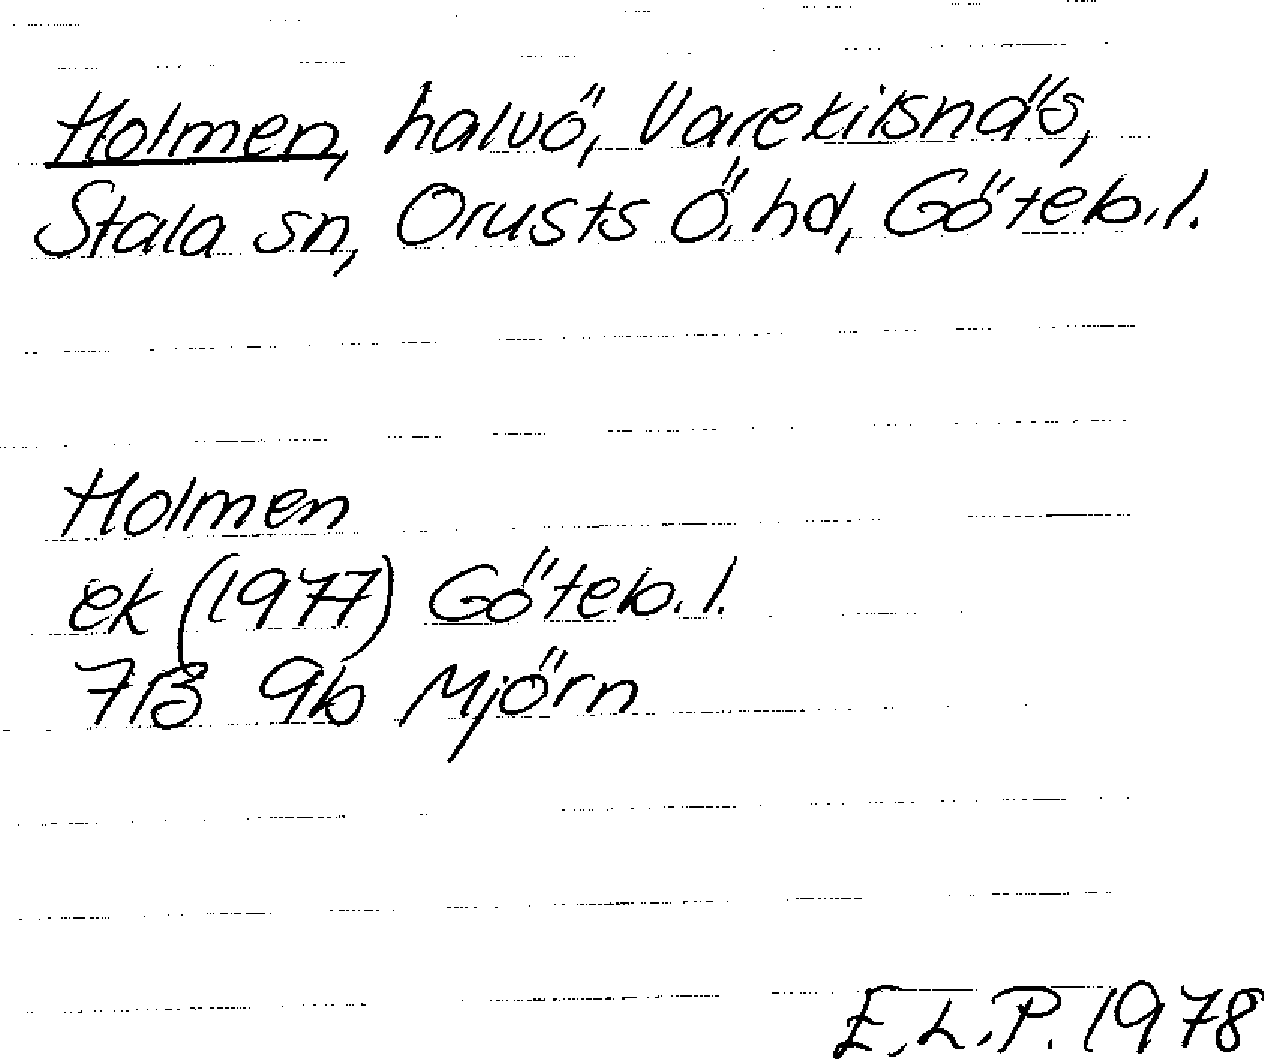 Holmen, halvö, Varekilsnäs,
Stala sn, Orusts Ö. hd, Göteb. l.
Holmen
ek (1977) Göteb. l.
7B 9b Mjörn
E.L.P. 1978